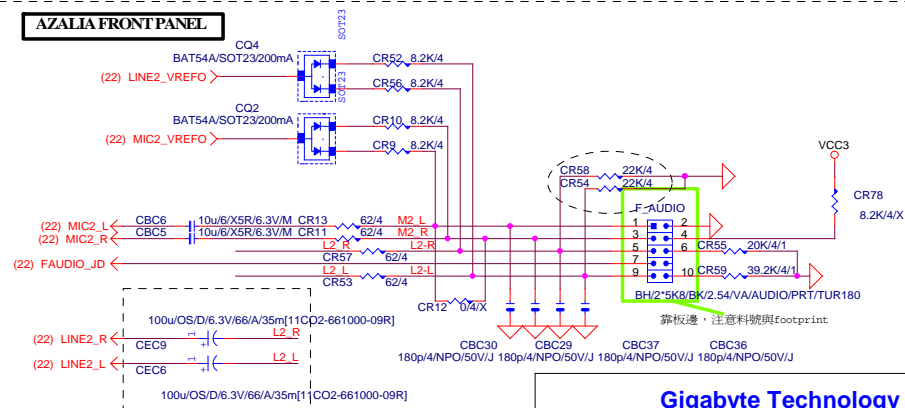 AZALIA FRONT PANEL
SOT23
CQ4
BAT54A/SOT23/200mA
CR52 8.2K/4
(22) LINE2_VREFO
SOT23
CR56 8.2K/4
CQ2
BAT54A/SOT23/200mA
CR10 8.2K/4
(22) MIC2_VREFO
CR9 8.2K/4
VCC3
CR58 22K/4
CR54 22K/4
CR78
8.2K/4/X
F_AUDIO
(22) MIC2_L CBC6 10u/6/X5R/6.3V/M CR13 62/4 M2_L
1 2
(22) MIC2_R CBC5 10u/6/X5R/6.3V/M CR11 62/4 M2_R
3 4
L2_R L2-R
5 6 CR55 20K/4/1
CR57 62/4
(22) FAUDIO_JD
7
L2_L L2-L
9 10 CR59 39.2K/4/1
CR53 62/4
BH/2*5K8/BK/2.54/VA/AUDIO/PRT/TUR180
CR12 0/4/X
靠板邊，注意料號與footprint
100u/OS/D/6.3V/66/A/35m[11CO2-661000-09R]
(22) LINE2_R 1 + L2_R
CEC9
(22) LINE2_L 1 + L2_L
CEC6
100u/OS/D/6.3V/66/A/35m[11CO2-661000-09R]
CBC30 CBC29 CBC37 CBC36
180p/4/NPO/50V/J 180p/4/NPO/50V/J 180p/4/NPO/50V/J 180p/4/NPO/50V/J
Gigabyte Technology